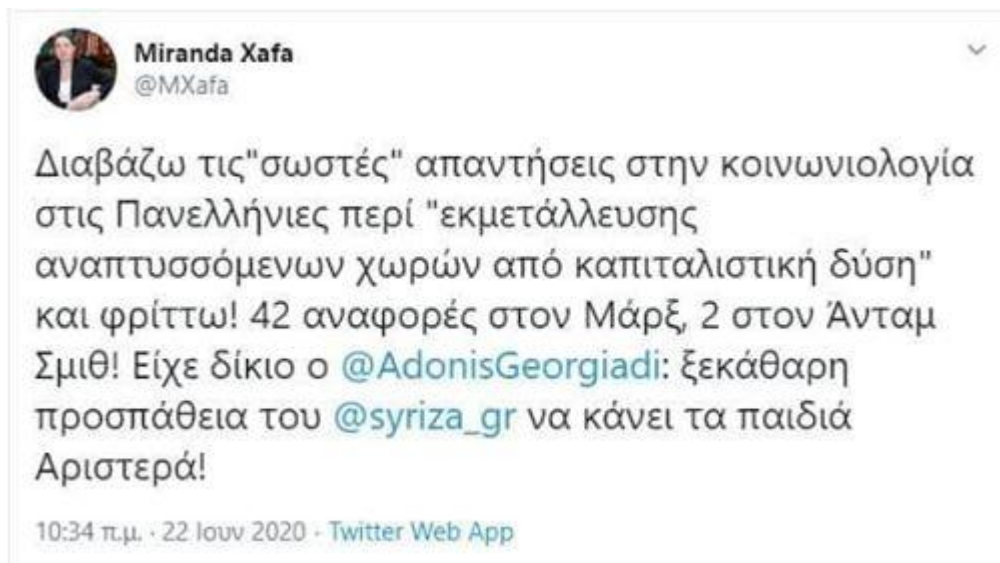 Miranda Xafa
@MXafa
Διαβάζω τις"σωστές" απαντήσεις στην κοινωνιολογία
στις Πανελλήνιες περί "εκμετάλλευσης
αναπτυσσόμενων χωρών από καπιταλιστική δύση"
και φρίττω! 42 αναφορές στον Μάρξ, 2 στον Άνταμ
Σμιθ! Είχε δίκιο ο @AdonisGeorgiadi: ξεκάθαρη
προσπάθεια του @syriza_gr να κάνει τα παιδιά
Αριστερά!
10:34 π.μ. · 22 Ιουν 2020 · Twitter Web App